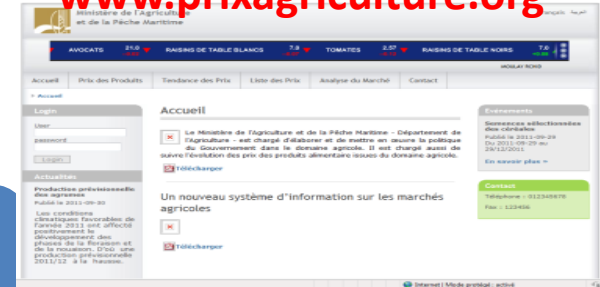 www.prixagriculture.org
Ministère de l'Agriculture
et de la Pêche Maritime
Français العربية
AVOCATS 21.0 RAISINS DE TABLE BLANCS 7.8 TOMATES 2.57 RAISINS DE TABLE NOIRS 7.6
MOULAY ROICHD
Accueil Prix des Produits Tendance des Prix Liste des Prix Analyse du Marché Contact
Accueil
Login
User
password
Login
Actualités
Production prévisionnelle
des agrumes
Publié le 2011-09-30
Les conditions
climatiques favorables de
l'année 2011 ont affecté
positivement le
développement des
phases de la floraison et
de la nouaison. D'où une
production prévisionnelle
2011/12 à la hausse.
Accueil
Le Ministère de l'Agriculture et de la Pêche Maritime - Département de
l'Agriculture - est chargé d'élaborer et de mettre en œuvre la politique
du Gouvernement dans le domaine agricole. Il est chargé aussi de
suivre l'évolution des prix des produits alimentaire issues du domaine agricole.
Télécharger
Un nouveau système d'information sur les marchés
agricoles
Télécharger
Evénements
Semences sélectionnées
des céréales
Publié le 2011-09-29
Du 2011-09-29 au
29/12/2011
En savoir plus »
Contact
Téléphone : 012345678
Fax : 123456
Internet | Mode protégé : activé